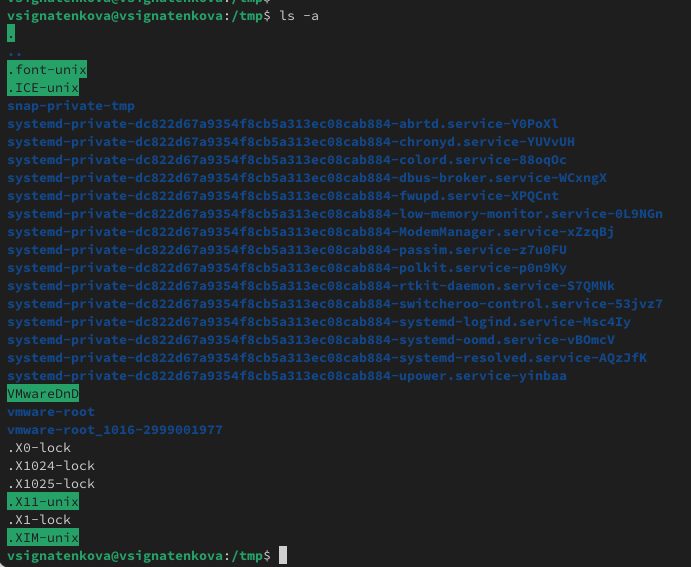 vsignatenkova@vsignatenkova:/tmp$ ls -a
.
..
.font-unix
.ICE-unix
snap-private-tmp
systemd-private-dc822d67a9354f8cb5a313ec08cab884-abrtd.service-Y0PoXl
systemd-private-dc822d67a9354f8cb5a313ec08cab884-chronyd.service-YUVvUH
systemd-private-dc822d67a9354f8cb5a313ec08cab884-colord.service-88oqOc
systemd-private-dc822d67a9354f8cb5a313ec08cab884-dbus-broker.service-WCxngX
systemd-private-dc822d67a9354f8cb5a313ec08cab884-fwupd.service-XPQCnt
systemd-private-dc822d67a9354f8cb5a313ec08cab884-low-memory-monitor.service-0L9NGn
systemd-private-dc822d67a9354f8cb5a313ec08cab884-ModemManager.service-xZzqBj
systemd-private-dc822d67a9354f8cb5a313ec08cab884-passim.service-z7u0FU
systemd-private-dc822d67a9354f8cb5a313ec08cab884-polkit.service-p0n9Ky
systemd-private-dc822d67a9354f8cb5a313ec08cab884-rtkit-daemon.service-S7QMNk
systemd-private-dc822d67a9354f8cb5a313ec08cab884-switcheroo-control.service-53jvz7
systemd-private-dc822d67a9354f8cb5a313ec08cab884-systemd-logind.service-Msc4Iy
systemd-private-dc822d67a9354f8cb5a313ec08cab884-systemd-oomd.service-vBOmcV
systemd-private-dc822d67a9354f8cb5a313ec08cab884-systemd-resolved.service-AQzJfK
systemd-private-dc822d67a9354f8cb5a313ec08cab884-upower.service-yinbaa
VMwareDnD
vmware-root
vmware-root_1016-2999001977
.X0-lock
.X1024-lock
.X1025-lock
.X11-unix
.X1-lock
.XIM-unix
vsignatenkova@vsignatenkova:/tmp$